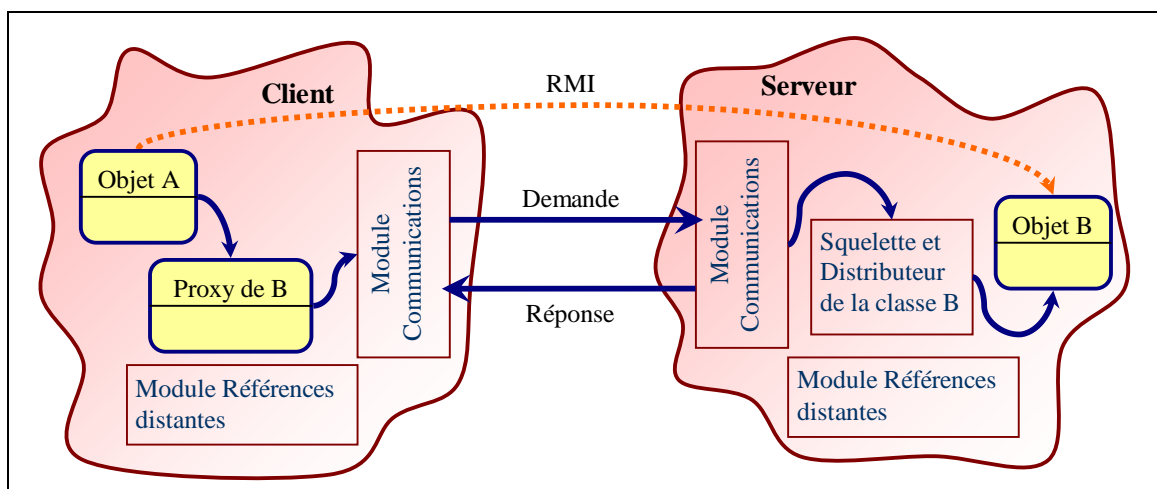 Client
RMI
Serveur
Objet A
Proxy de B
Module
Communications
Module Références
distantes
Demande
Réponse
Module
Communications
Squelette et
Distributeur
de la classe B
Objet B
Module Références
distantes